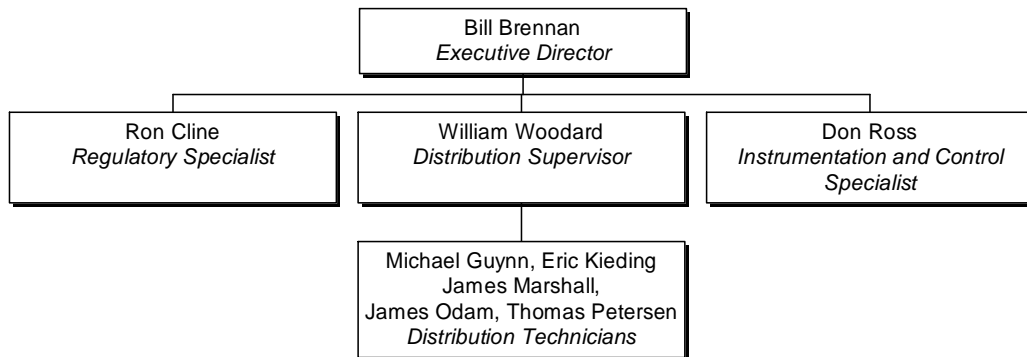 Bill Brennan
Executive Director
Ron Cline
Regulatory Specialist
William Woodard
Distribution Supervisor
Don Ross
Instrumentation and Control
Specialist
Michael Guynn, Eric Kieding
James Marshall,
James Odam, Thomas Petersen
Distribution Technicians